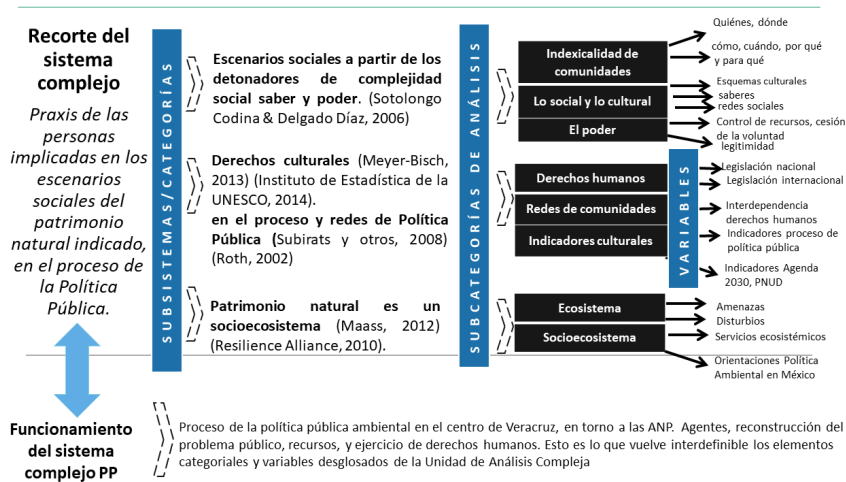 Recorte del
sistema
complejo
Praxis de las
personas
implicadas en los
escenarios
sociales del
patrimonio
natural indicado,
en el proceso de
la Política
Pública.
SUBSISTEMAS/CATEGORÍAS
Escenarios sociales a partir de los
detonadores de complejidad
social saber y poder. (Sotolongo
Codina & Delgado Díaz, 2006)
Derechos culturales (Meyer-Bisch,
2013) (Instituto de Estadística de la
UNESCO, 2014).
en el proceso y redes de Política
Pública (Subirats y otros, 2008)
(Roth, 2002)
Patrimonio natural es un
socioecosistema (Maass, 2012)
(Resilience Alliance, 2010).
SUBCATEGORÍAS DE ANÁLISIS
Indexicalidad de
comunidades
Lo social y lo cultural
El poder
Derechos humanos
Redes de comunidades
Indicadores culturales
Ecosistema
Socioecosistema
VARIABLES
Quiénes, dónde
cómo, cuándo, por qué
y para qué
Esquemas culturales
saberes
redes sociales
Control de recursos, cesión
de la voluntad
legitimidad
Legislación nacional
Legislación internacional
Interdependencia
derechos humanos
Indicadores proceso de
política pública
Indicadores Agenda
2030, PNUD
Amenazas
Disturbios
Servicios ecosistémicos
Orientaciones Política
Ambiental en México
Funcionamiento
del sistema
complejo PP
Proceso de la política pública ambiental en el centro de Veracruz, en torno a las ANP. Agentes, reconstrucción del
problema público, recursos, y ejercicio de derechos humanos. Esto es lo que vuelve interdefinible los elementos
categoriales y variables desglosados de la Unidad de Análisis Compleja